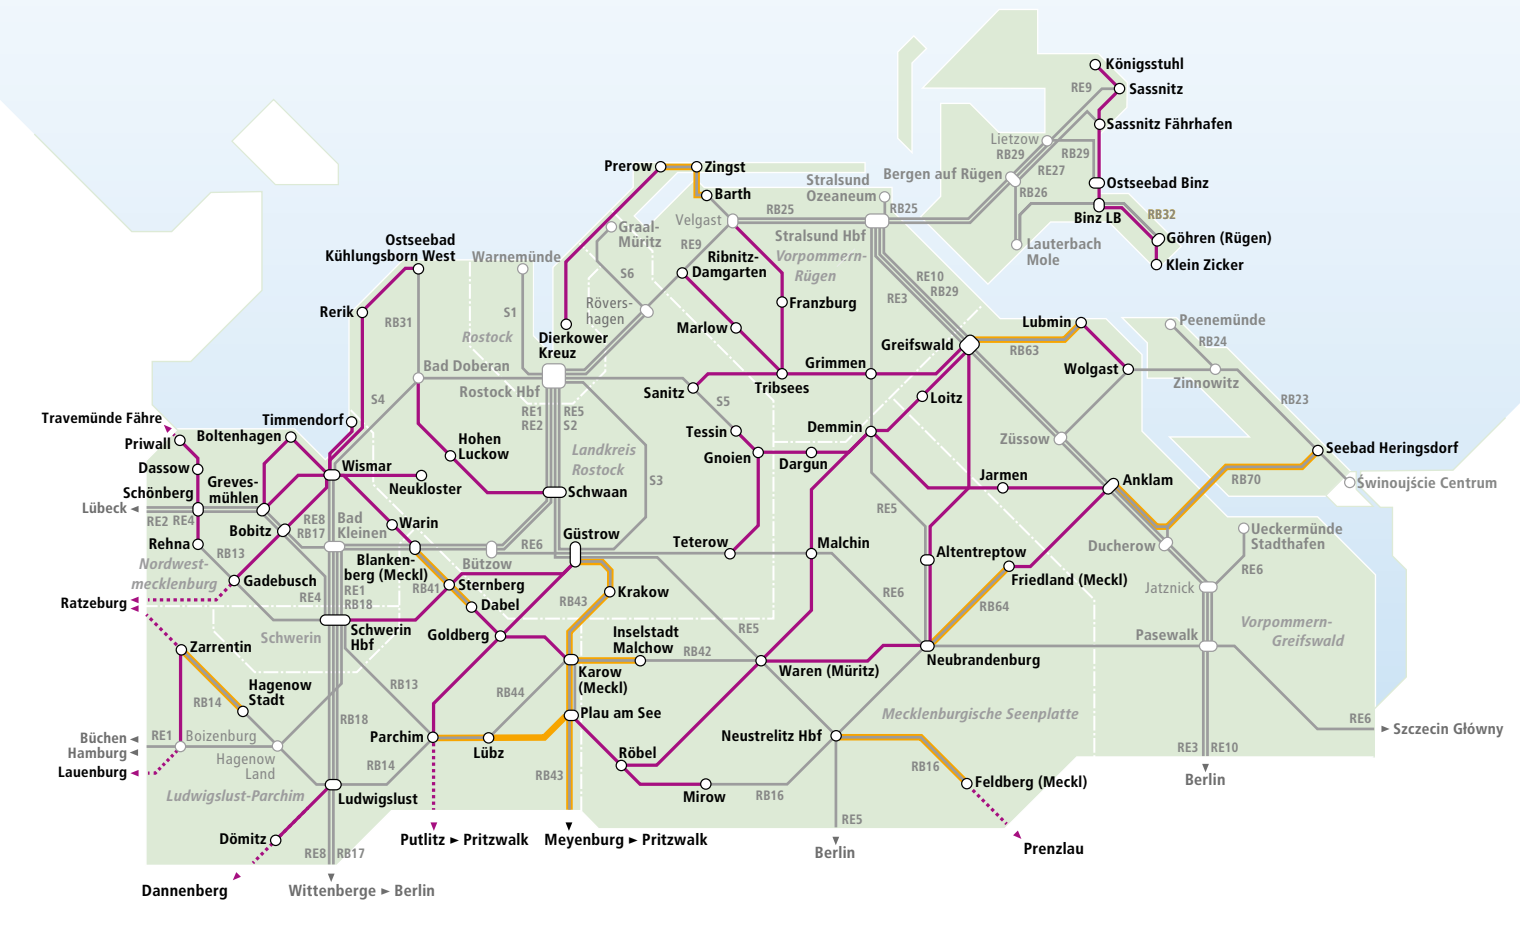 Königsstuhl
RE9
Sassnitz
Sassnitz Fährhafen
Lietzow
RB29
RB29
RE27
Bergen auf Rügen
RB26
Ostseebad Binz
Binz LB
RB32
Göhren (Rügen)
Klein Zicker
Lauterbach
Mole
Prerow
Zingst
Barth
Stralsund
Ozeaneum
RB25
RB25
Velgast
Stralsund Hbf
Vorpommern-
Rügen
RE9
Graal-
Müritz
Ribnitz-
Damgarten
S6
Rövers-
hagen
Ostseebad
Kühlungsborn West
Warnemünde
Rerik
RB31
S1
Rostock
Dierkower
Kreuz
Marlow
Franzburg
RE10
RB29
RE3
Greifswald
Lubmin
RB63
Peenemünde
RB24
Wolgast
Zinnowitz
RB23
Bad Doberan
Rostock Hbf
Grimmen
Sanitz
Tribsees
Loitz
S4
RE1
RE2
RE5
S2
S5
Travemünde Fähre
Timmendorf
Priwall
Boltenhagen
Hohen
Luckow
Landkreis
Rostock
Tessin
Gnoien
Dargun
Demmin
Züssow
Seebad Heringsdorf
Dassow
Wismar
Neukloster
S3
Jarmen
Anklam
RB70
Świnoujście Centrum
Schönberg
Greves-
mühlen
Schwaan
Lübeck
RE2 RE4
Bobitz
RE8
RB17
Bad
Kleinen
Warin
RE5
Ueckermünde
Stadthafen
Rehna
RB13
Nordwest-
mecklenburg
Blanken-
berg (Meckl)
RE6
Bützow
Güstrow
Teterow
Malchin
Altentreptow
Ducherow
RE6
Gadebusch
Ratzeburg
RE4
RE1
RB18
RB41
Sternberg
Dabel
RB43
Krakow
RE6
Friedland (Meckl)
RB64
Jatznick
Schwerin
Schwerin
Hbf
Goldberg
Inselstadt
Malchow
RE5
Vorpommern-
Greifswald
Pasewalk
Zarrentin
Karow
(Meckl)
RB42
Waren (Müritz)
Neubrandenburg
Hagenow
Stadt
RB14
RB13
RB44
Plau am See
Mecklenburgische Seenplatte
RB18
Büchen
Hamburg
RE1
Boizenburg
Hagenow
Land
Parchim
Lübz
Neustrelitz Hbf
RE6
Szczecin Główny
RE3
RE10
Lauenburg
RB14
RB43
Röbel
RB16
Feldberg (Meckl)
Berlin
Ludwigslust-Parchim
Ludwigslust
Mirow
RB16
Dömitz
RE8
RB17
Putlitz ► Pritzwalk
Meyenburg ► Pritzwalk
RE5
Berlin
Prenzlau
Dannenberg
Wittenberge ► Berlin